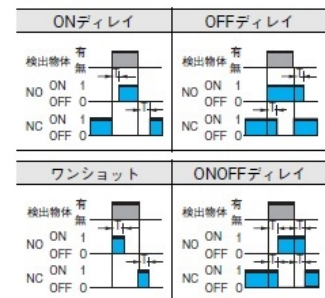 ONディレイ
検出物体 有
無
T
NO ON 1
OFF 0
T
NC ON 1
OFF 0
OFFディレイ
検出物体 有
無
T
NO ON 1
OFF 0
T
NC ON 1
OFF 0
ワンショット
検出物体 有
無
T
NO ON 1
OFF 0
T
NC ON 1
OFF 0
ONOFFディレイ
検出物体 有
無
T T
NO ON 1
OFF 0
T T
NC ON 1
OFF 0